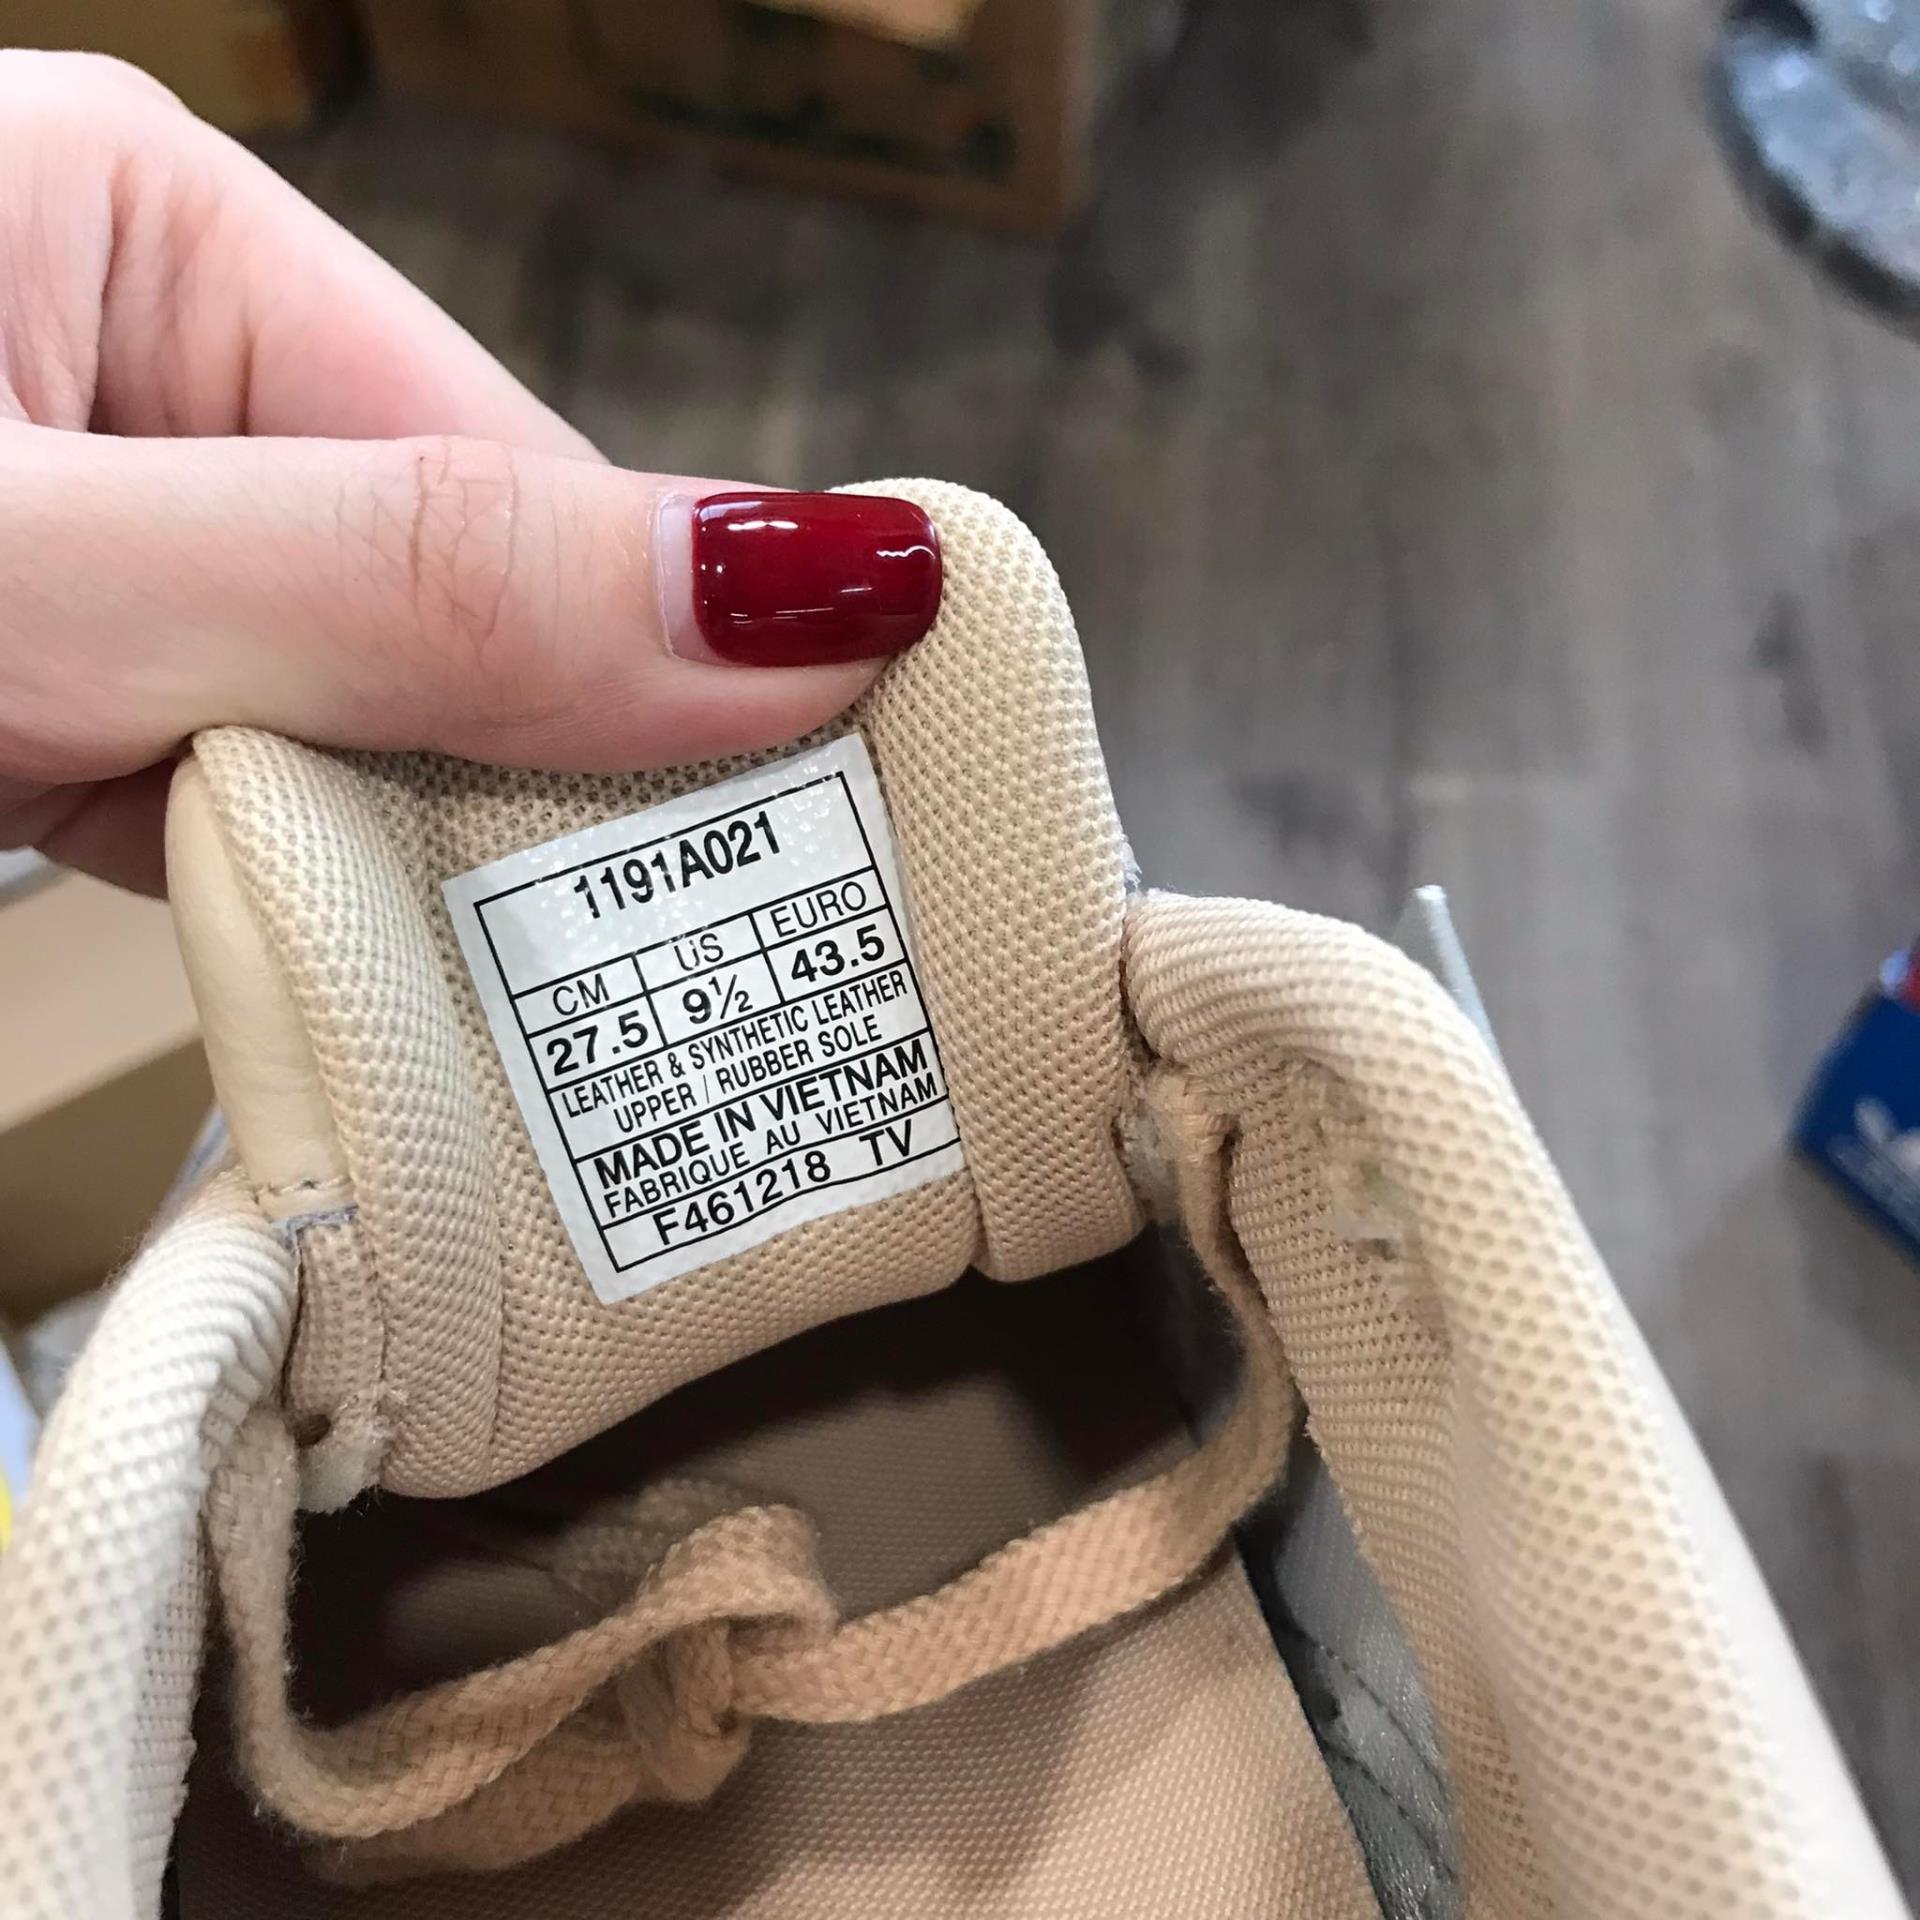 1191A021
CM US EURO
27.5 9½ 43.5
LEATHER & SYNTHETIC LEATHER
UPPER / RUBBER SOLE
MADE IN VIETNAM
FABRIQUE AU VIETNAM
F461218 TV